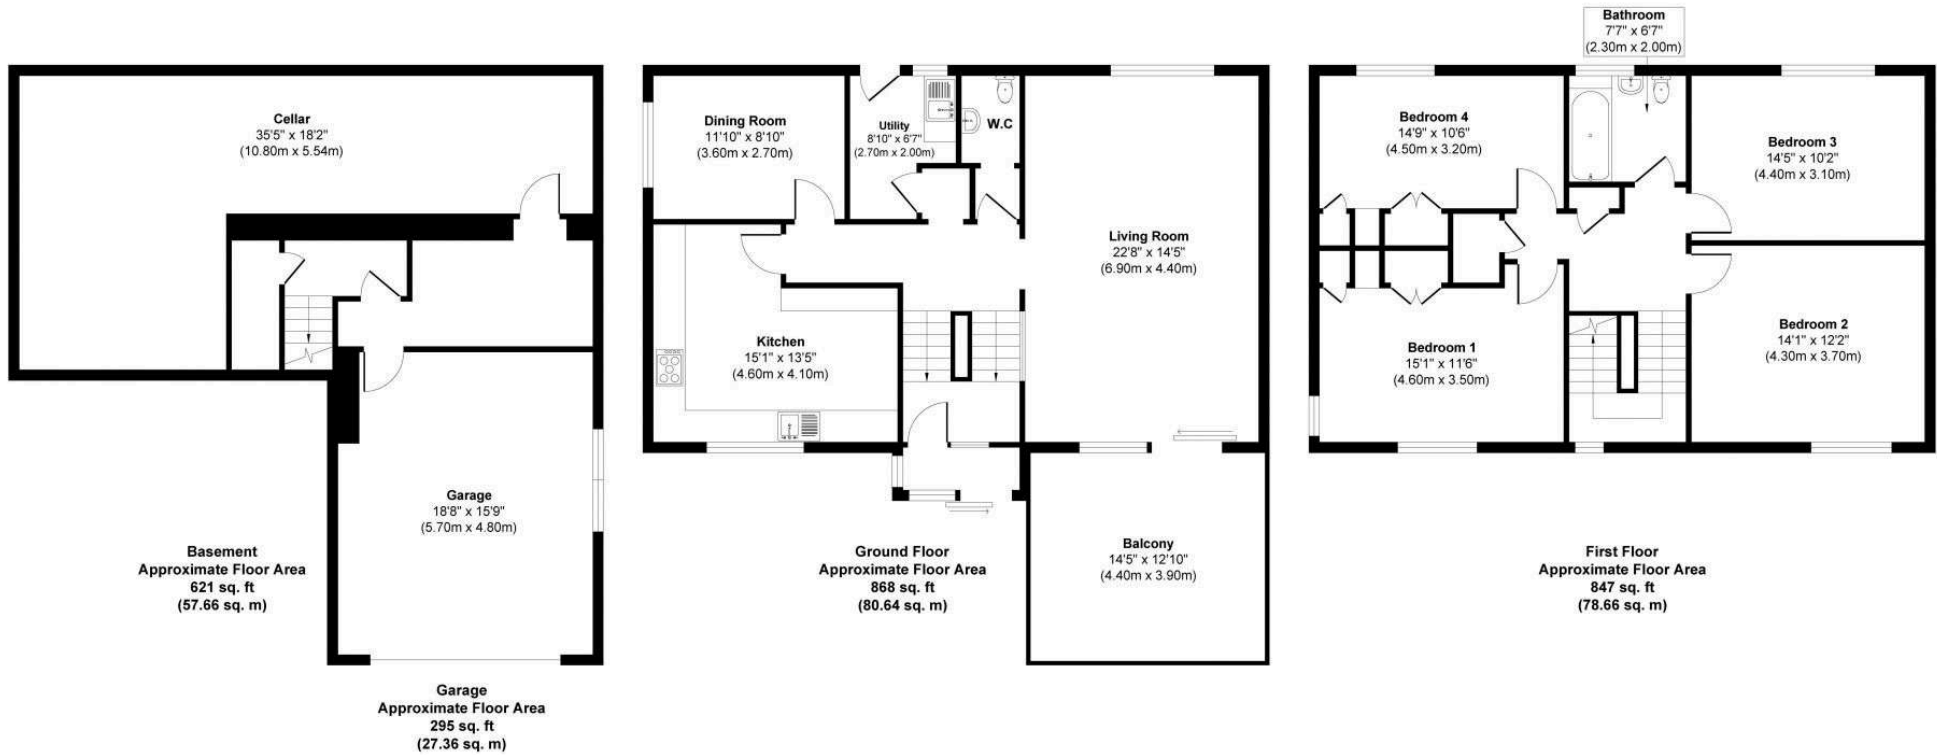 Cellar
35'5" x 18'2"
(10.80m x 5.54m)
Garage
18'8" x 15'9"
(5.70m x 4.80m)
Basement
Approximate Floor Area
621 sq. ft
(57.66 sq. m)
Garage
Approximate Floor Area
295 sq. ft
(27.36 sq. m)
Dining Room
11'10" x 8'10"
(3.60m x 2.70m)
Utility
8'10" x 6'7"
(2.70m x 2.00m)
W.C
Living Room
22'8" x 14'5"
(6.90m x 4.40m)
Kitchen
15'1" x 13'5"
(4.60m x 4.10m)
Balcony
14'5" x 12'10"
(4.40m x 3.90m)
Ground Floor
Approximate Floor Area
868 sq. ft
(80.64 sq. m)
Bathroom
7'7" x 6'7"
(2.30m x 2.00m)
Bedroom 4
14'9" x 10'6"
(4.50m x 3.20m)
Bedroom 3
14'5" x 10'2"
(4.40m x 3.10m)
Bedroom 1
15'1" x 11'6"
(4.60m x 3.50m)
Bedroom 2
14'1" x 12'2"
(4.30m x 3.70m)
First Floor
Approximate Floor Area
847 sq. ft
(78.66 sq. m)